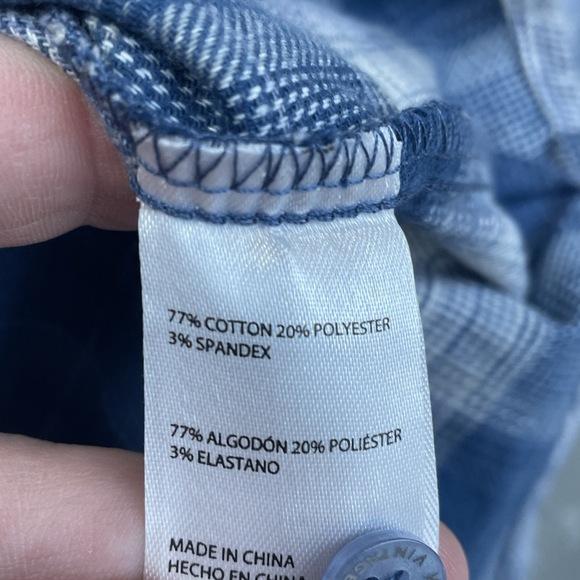 77% COTTON 20% POLYESTER
3% SPANDEX
77% ALGODÓN 20% POLIÉSTER
3% ELASTANO
MADE IN CHINA
HECHO EN CHINA